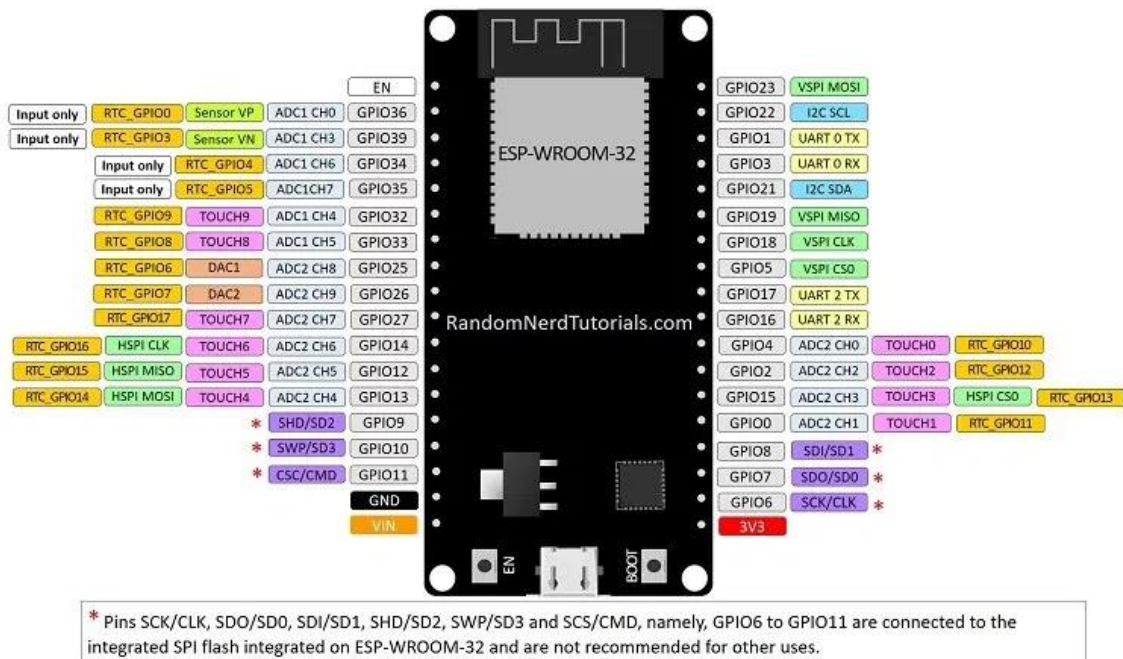 EN GPIO23 VSPI MOSI
Input only RTC_GPIO0 Sensor VP ADC1 CH0 GPIO36 GPIO22 I2C SCL
Input only RTC_GPIO3 Sensor VN ADC1 CH3 GPIO39 GPIO1 UART 0 TX
Input only RTC_GPIO4 ADC1 CH6 GPIO34 ESP-WROOM-32 GPIO3 UART 0 RX
Input only RTC_GPIO5 ADC1CH7 GPIO35 GPIO21 I2C SDA
RTC_GPIO9 TOUCH9 ADC1 CH4 GPIO32 GPIO19 VSPI MISO
RTC_GPIO8 TOUCH8 ADC1 CH5 GPIO33 GPIO18 VSPI CLK
RTC_GPIO6 DAC1 ADC2 CH8 GPIO25 GPIO5 VSPI CS0
RTC_GPIO7 DAC2 ADC2 CH9 GPIO26 GPIO17 UART 2 TX
RTC_GPIO17 TOUCH7 ADC2 CH7 GPIO27 RandomNerdTutorials.com GPIO16 UART 2 RX
RTC_GPIO16 HSPI CLK TOUCH6 ADC2 CH6 GPIO14 GPIO4 ADC2 CH0 TOUCH0 RTC_GPIO10
RTC_GPIO15 HSPI MISO TOUCH5 ADC2 CH5 GPIO12 GPIO2 ADC2 CH2 TOUCH2 RTC_GPIO12
RTC_GPIO14 HSPI MOSI TOUCH4 ADC2 CH4 GPIO13 GPIO15 ADC2 CH3 TOUCH3 HSPI CS0 RTC_GPIO13
* SHD/SD2 GPIO9 GPIO0 ADC2 CH1 TOUCH1 RTC_GPIO11
* SWP/SD3 GPIO10 GPIO8 SDI/SD1 *
* CSC/CMD GPIO11 GPIO7 SDO/SD0 *
GND GPIO6 SCK/CLK *
VIN 3V3
EN BOOT
* Pins SCK/CLK, SDO/SD0, SDI/SD1, SHD/SD2, SWP/SD3 and SCS/CMD, namely, GPIO6 to GPIO11 are connected to the
integrated SPI flash integrated on ESP-WROOM-32 and are not recommended for other uses.